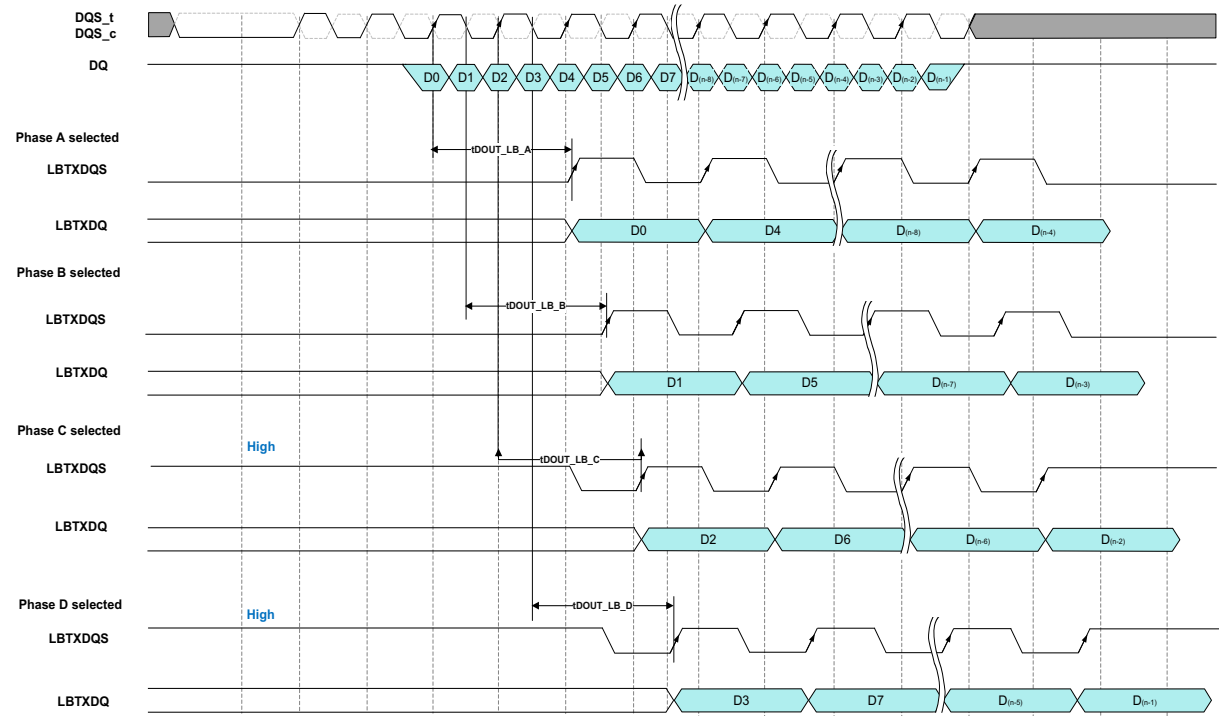 DQS_t
DQS_c
DQ
D0 D1 D2 D3 D4 D5 D6 D7 D(n-8) D(n-7) D(n-6) D(n-5) D(n-4) D(n-3) D(n-2) D(n-1)
Phase A selected
tDOUT_LB_A
LBTXDQS
LBTXDQ
D0 D4 D(n-8) D(n-4)
Phase B selected
tDOUT_LB_B
LBTXDQS
LBTXDQ
D1 D5 D(n-7) D(n-3)
Phase C selected
High
tDOUT_LB_C
LBTXDQS
LBTXDQ
D2 D6 D(n-6) D(n-2)
Phase D selected
tDOUT_LB_D
High
LBTXDQS
LBTXDQ
D3 D7 D(n-5) D(n-1)